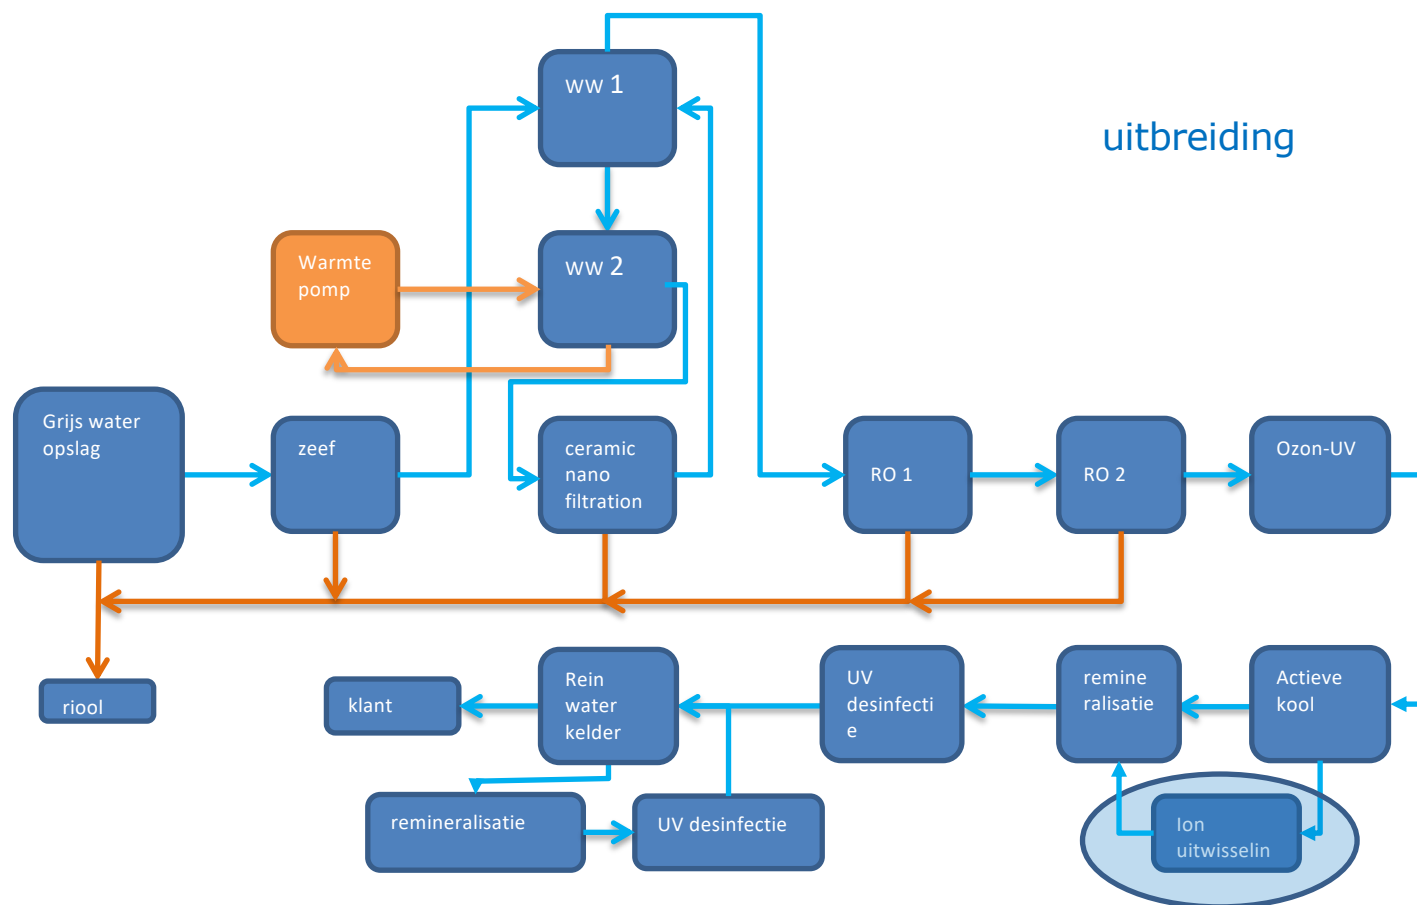 ww 1
uitbreiding
Warmte
pomp
ww 2
Grijs water
opslag
zeef
ceramic
nano
filtration
RO 1
RO 2
Ozon-UV
riool
klant
Rein
water
kelder
UV
desinfecti
e
remine
ralisatie
Actieve
kool
remineralisatie
UV desinfectie
Ion
uitwisselin